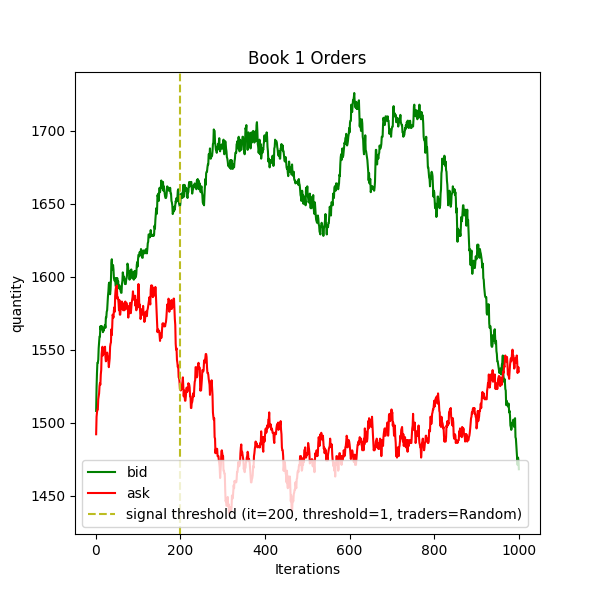 Book 1 Orders
quantity
1700
1650
1600
1550
1500
1450
bid
ask
signal threshold (it=200, threshold=1, traders=Random)
0 200 400 600 800 1000
Iterations